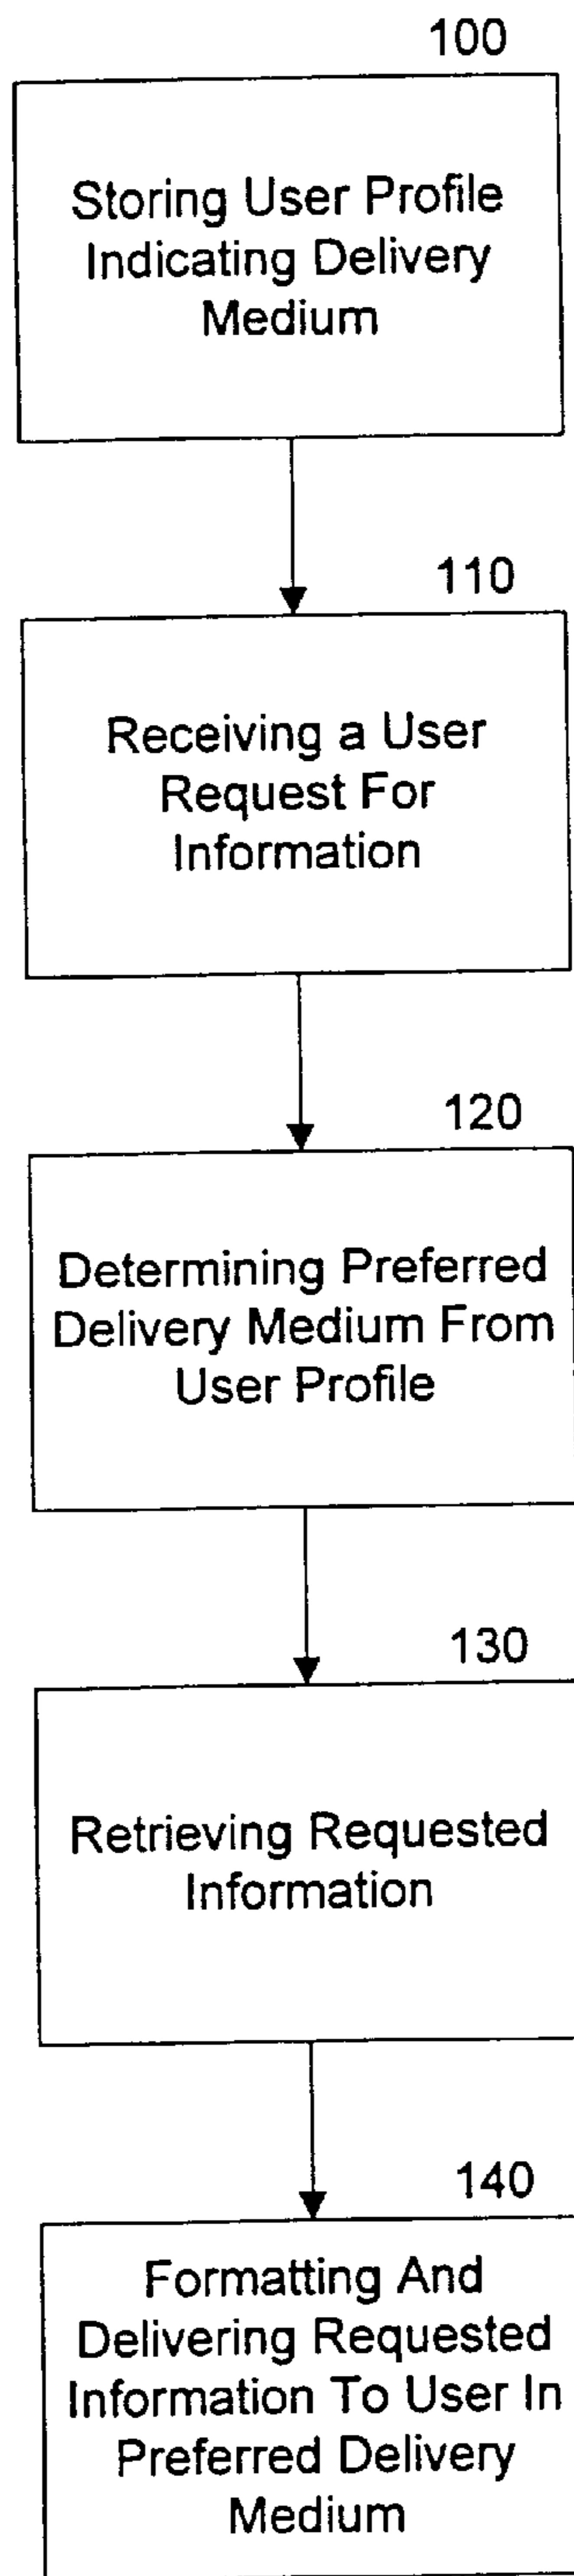 100
Storing User Profile
Indicating Delivery
Medium
110
Receiving a User
Request For
Information
120
Determining Preferred
Delivery Medium From
User Profile
130
Retrieving Requested
Information
140
Formatting And
Delivering Requested
Information To User In
Preferred Delivery
Medium